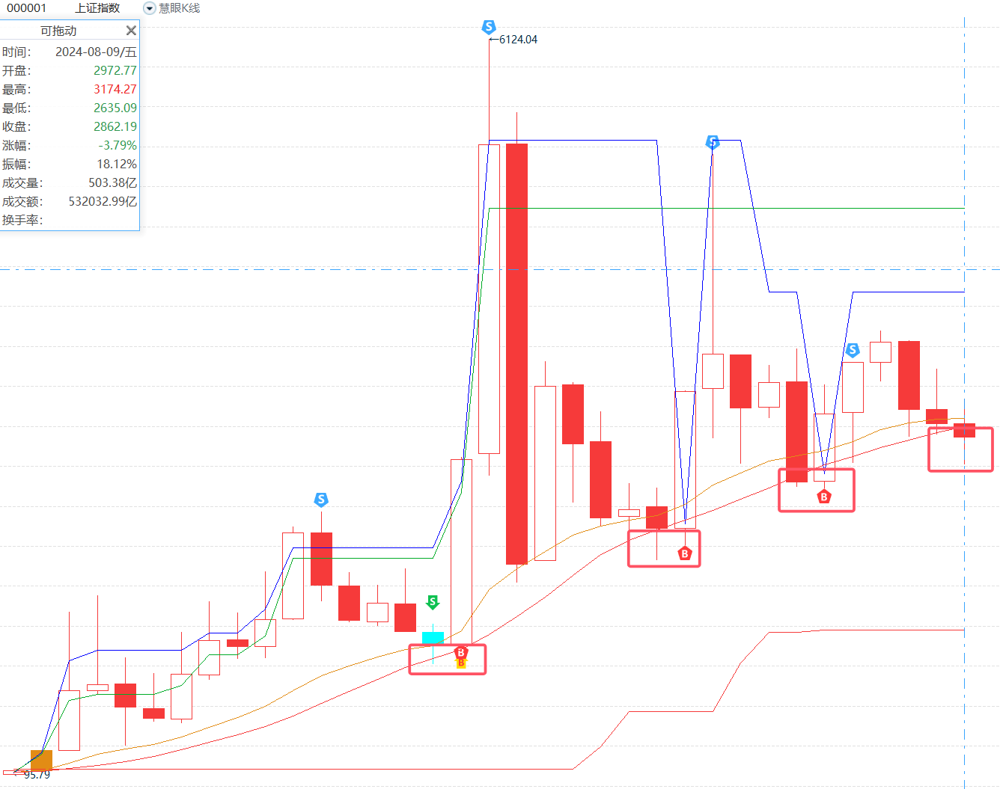 000001 上证指数 慧眼K线
可拖动
时间: 2024-08-09/五
开盘: 2972.77
最高: 3174.27
最低: 2635.09
收盘: 2862.19
涨幅: -3.79%
振幅: 18.12%
成交量: 503.38亿
成交额: 532032.99亿
换手率:
S
←6124.04
S
S
S
S
B
B
B
B
←95.79